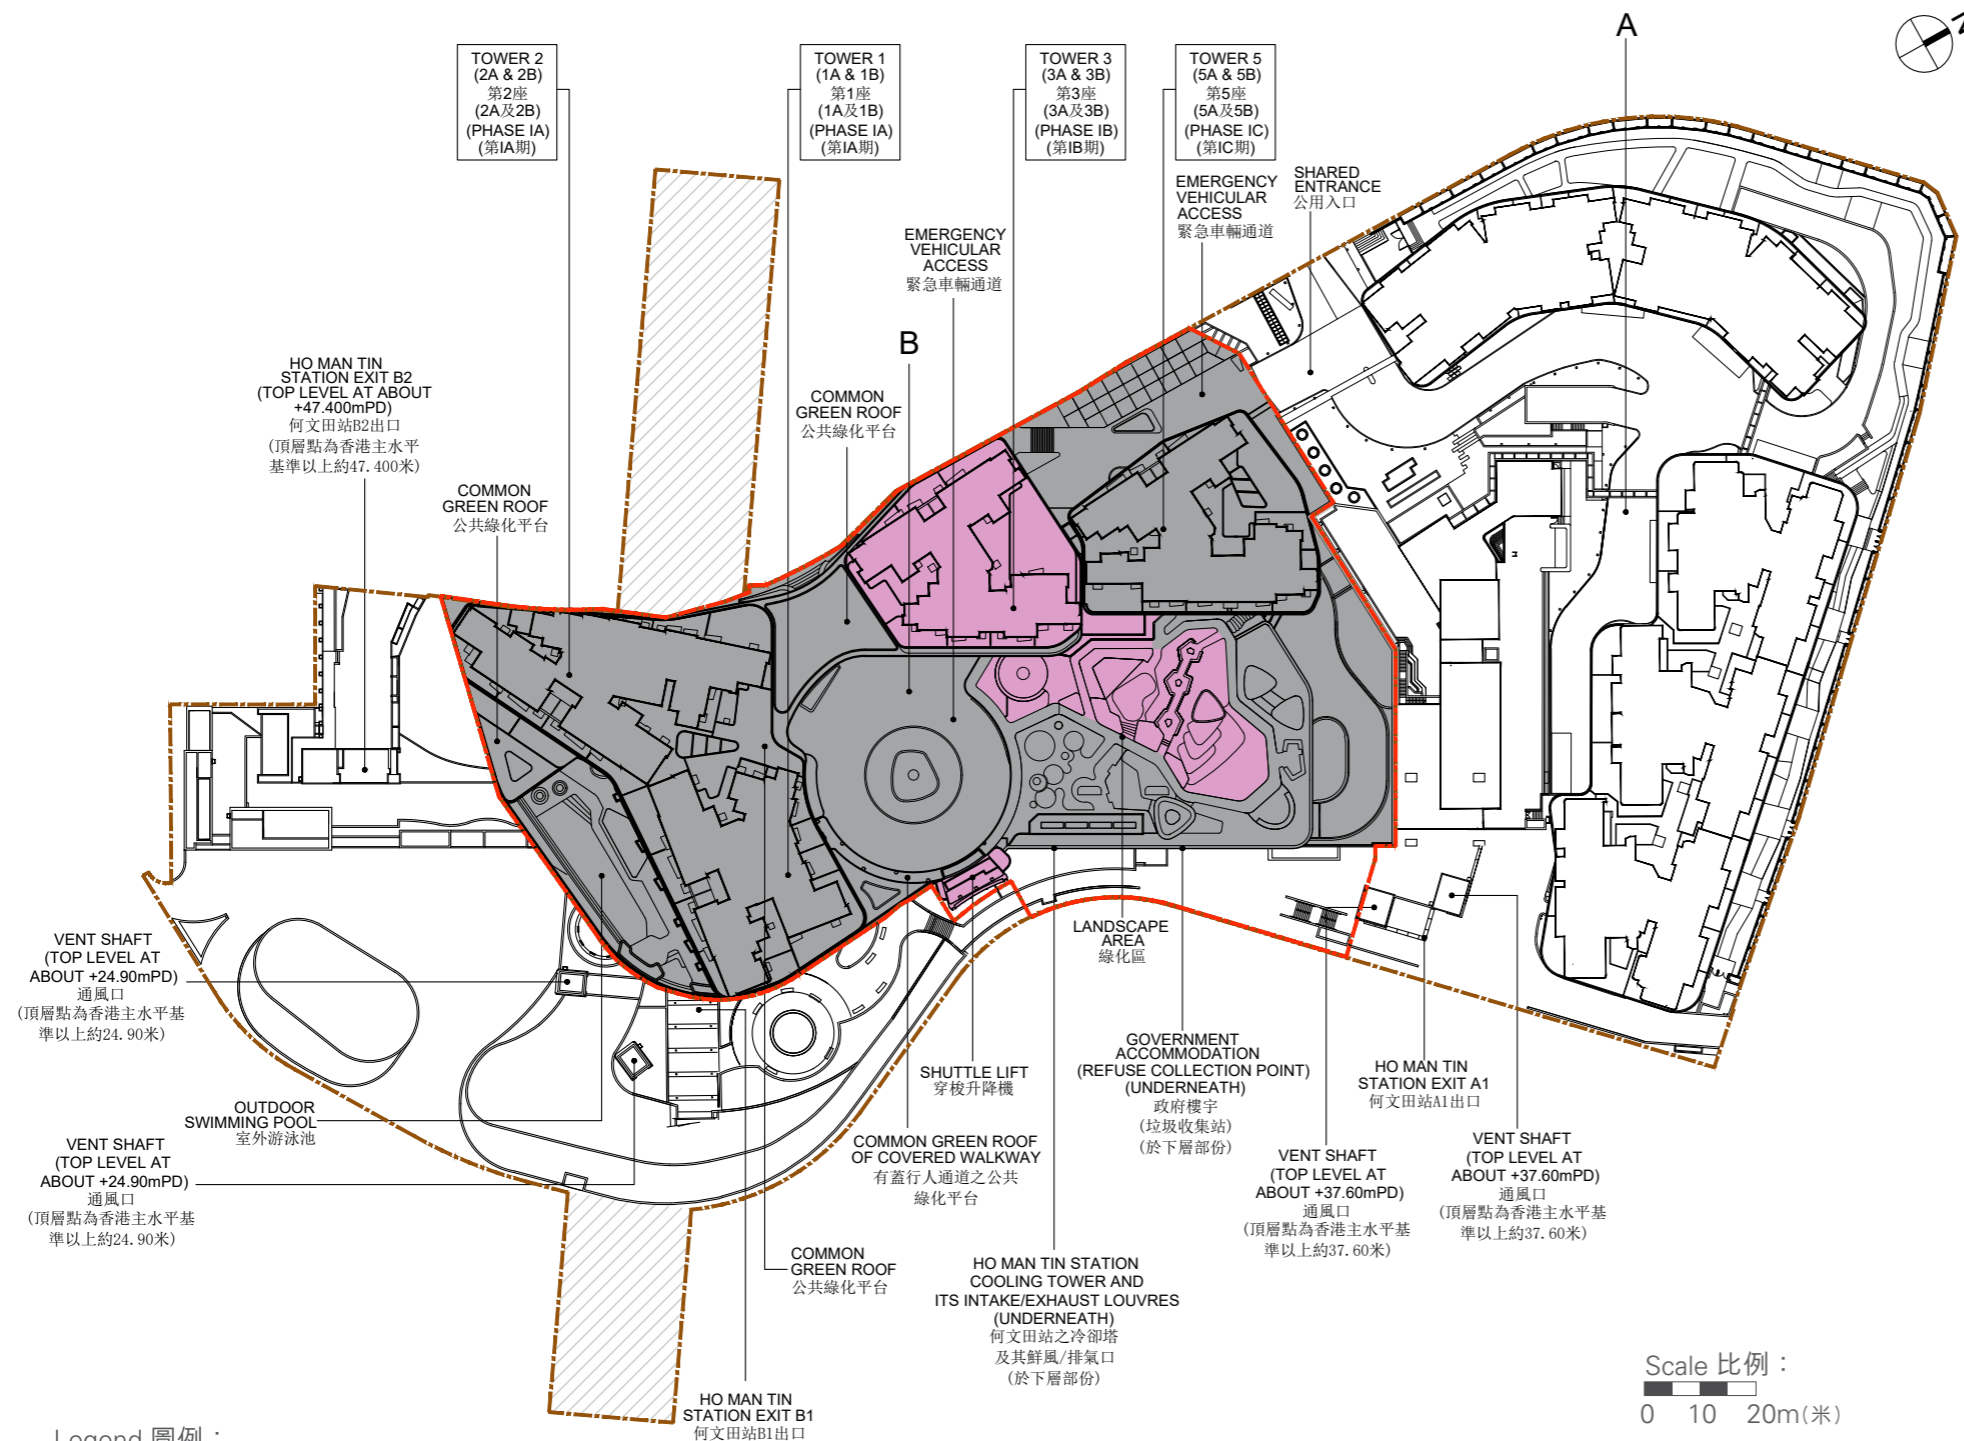 A
TOWER 2
(2A & 2B)
第2座
(2A及2B)
(PHASE IA)
(第IA期)
TOWER 1
(1A & 1B)
第1座
(1A及1B)
(PHASE IA)
(第IA期)
TOWER 3
(3A & 3B)
第3座
(3A及3B)
(PHASE IB)
(第IB期)
TOWER 5
(5A & 5B)
第5座
(5A及5B)
(PHASE IC)
(第IC期)
EMERGENCY
VEHICULAR
ACCESS
緊急車輛通道
SHARED
ENTRANCE
公用入口
EMERGENCY
VEHICULAR
ACCESS
緊急車輛通道
B
HO MAN TIN
STATION EXIT B2
(TOP LEVEL AT ABOUT
+47.400mPD)
何文田站B2出口
(頂層點為香港主水平
基準以上約47.400米)
COMMON
GREEN ROOF
公共綠化平台
COMMON
GREEN ROOF
公共綠化平台
VENT SHAFT
(TOP LEVEL AT
ABOUT +24.90mPD)
通風口
(頂層點為香港主水平基
準以上約24.90米)
LANDSCAPE
AREA
綠化區
OUTDOOR
SWIMMING POOL
室外游泳池
SHUTTLE LIFT
穿梭升降機
GOVERNMENT
ACCOMMODATION
(REFUSE COLLECTION POINT)
(UNDERNEATH)
政府樓宇
(垃圾收集站)
(於下層部份)
HO MAN TIN
STATION EXIT A1
何文田站A1出口
VENT SHAFT
(TOP LEVEL AT
ABOUT +24.90mPD)
通風口
(頂層點為香港主水平基
準以上約24.90米)
COMMON GREEN ROOF
OF COVERED WALKWAY
有蓋行人通道之公共
綠化平台
VENT SHAFT
(TOP LEVEL AT
ABOUT +37.60mPD)
通風口
(頂層點為香港主水平基
準以上約37.60米)
VENT SHAFT
(TOP LEVEL AT
ABOUT +37.60mPD)
通風口
(頂層點為香港主水平基
準以上約37.60米)
COMMON
GREEN ROOF
公共綠化平台
HO MAN TIN STATION
COOLING TOWER AND
ITS INTAKE/EXHAUST LOUVRES
(UNDERNEATH)
何文田站之冷卻塔
及其鮮風/排氣口
(於下層部份)
HO MAN TIN
STATION EXIT B1
何文田站B1出口
Scale 比例：
0 10 20m(米)
Legend 圖例：